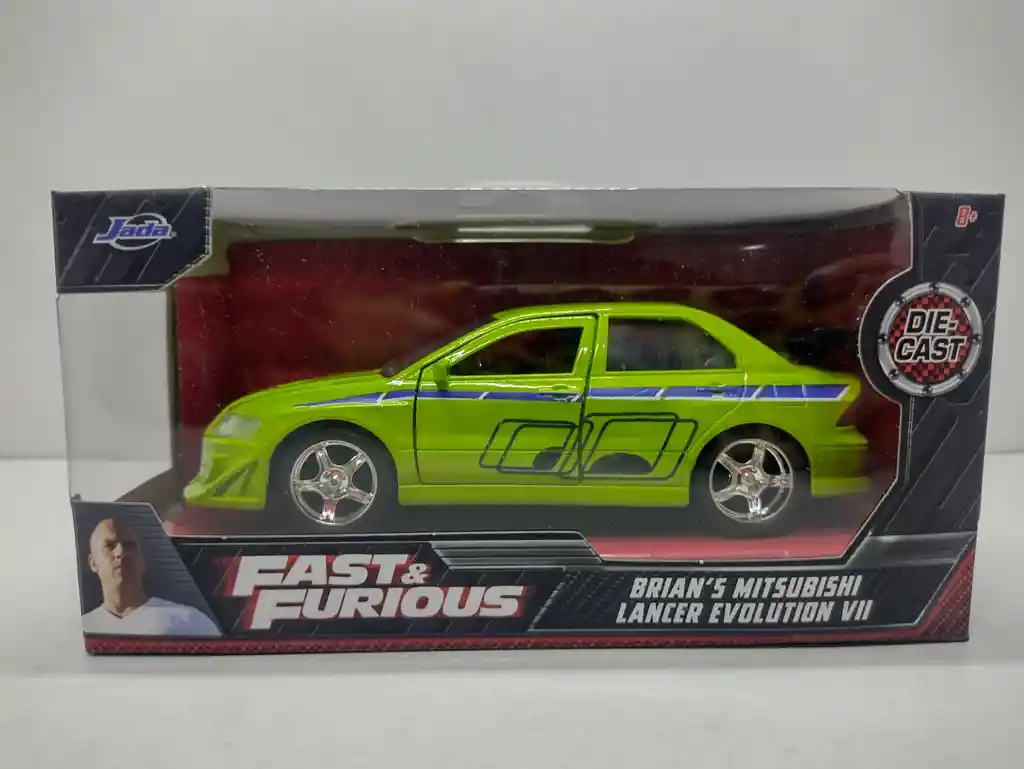 Jada
8+
DIE-
CAST
FAST &
FURIOUS
BRIAN'S MITSUBISHI
LANCER EVOLUTION VII